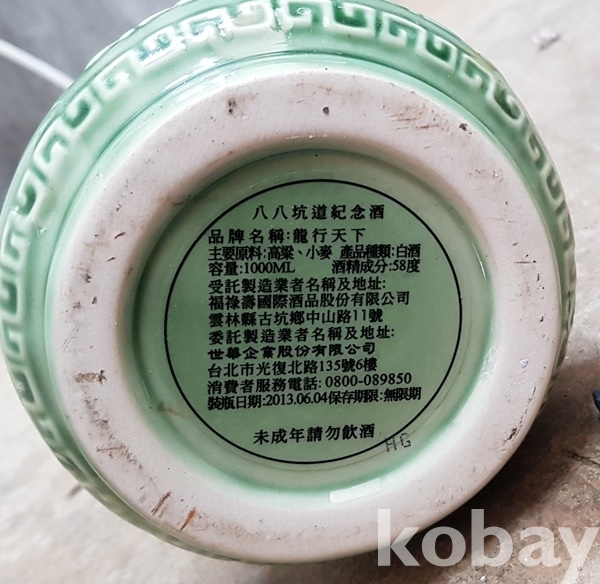 八八坑道紀念酒
品牌名稱:龍行天下
主要原料:高粱、小麥 產品種類:白酒
容量:1000ML 酒精成分:58度
受託製造業者名稱及地址:
福祿壽國際酒品股份有限公司
雲林縣古坑鄉中山路11號
委託製造業者名稱及地址:
世華企業股份有限公司
台北市光復北路135號6樓
消費者服務電話: 0800-089850
裝瓶日期:2013.06.04保存期限:無限期
未成年請勿飲酒
HG
kobay